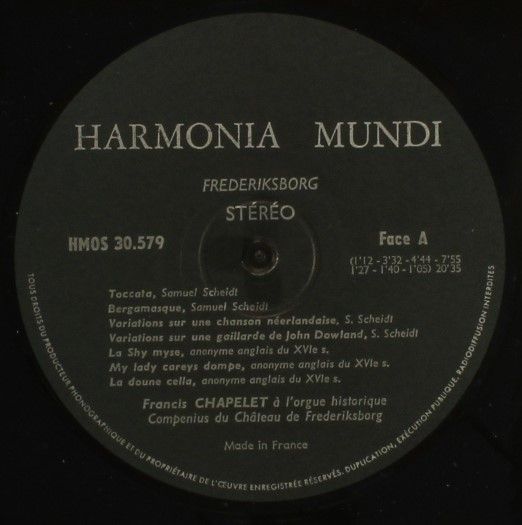 HARMONIA MUNDI
FREDERIKSBORG
STÉRÉO
HMOS 30.579
Face A
(1'12 - 3'32 - 4'44 - 7'55
1'27 - 1'40 - 1'05) 20'35
Toccata, Samuel Scheidt
Bergamasque, Samuel Scheidt
Variations sur une chanson néerlandaise, S. Scheidt
Variations sur une gaillarde de John Dowland, S. Scheidt
La Shy myse, anonyme anglais du XVIe s.
My lady careys dompe, anonyme anglais du XVIe s.
La doune cella, anonyme anglais du XVIe s.
Francis CHAPELET à l'orgue historique
Compenius du Château de Frederiksborg
Made in France
TOUS DROITS DU PRODUCTEUR PHONOGRAPHIQUE ET DU PROPRIÉTAIRE DE L'ŒUVRE ENREGISTRÉE RÉSERVÉS. DUPLICATION, EXÉCUTION PUBLIQUE, RADIODIFFUSION INTERDITES